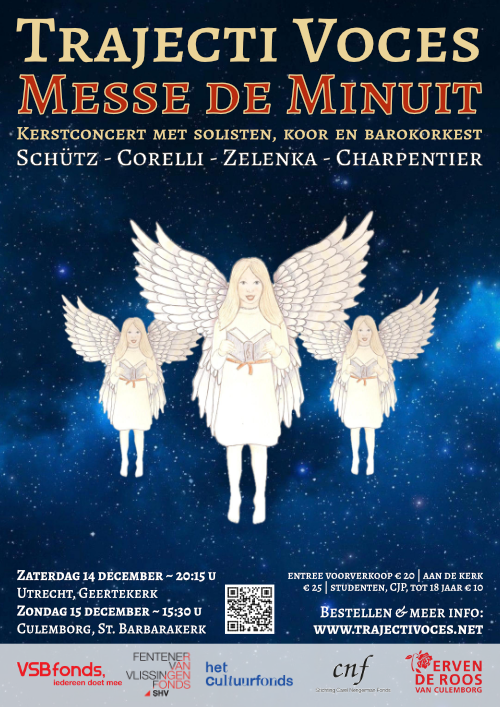 Trajecti Voces
Messe de Minuit
Kerstconcert met solisten, koor en barokorkest
Schütz - Corelli - Zelenka - Charpentier
Zaterdag 14 december ~ 20:15 u
Utrecht, Geertekerk
Zondag 15 december ~ 15:30 u
Culemborg, St. Barbarakerk
entree voorverkoop € 20 | aan de kerk
€ 25 | studenten, CJP, tot 18 jaar € 10
Bestellen & meer info:
www.trajectivoces.net
VSBfonds,
iedereen doet mee
FENTENER
VAN
VLISSINGEN
FONDS
SHV
het
cultuurfonds
cnf
ERVEN
DE ROOS
VAN CULEMBORG